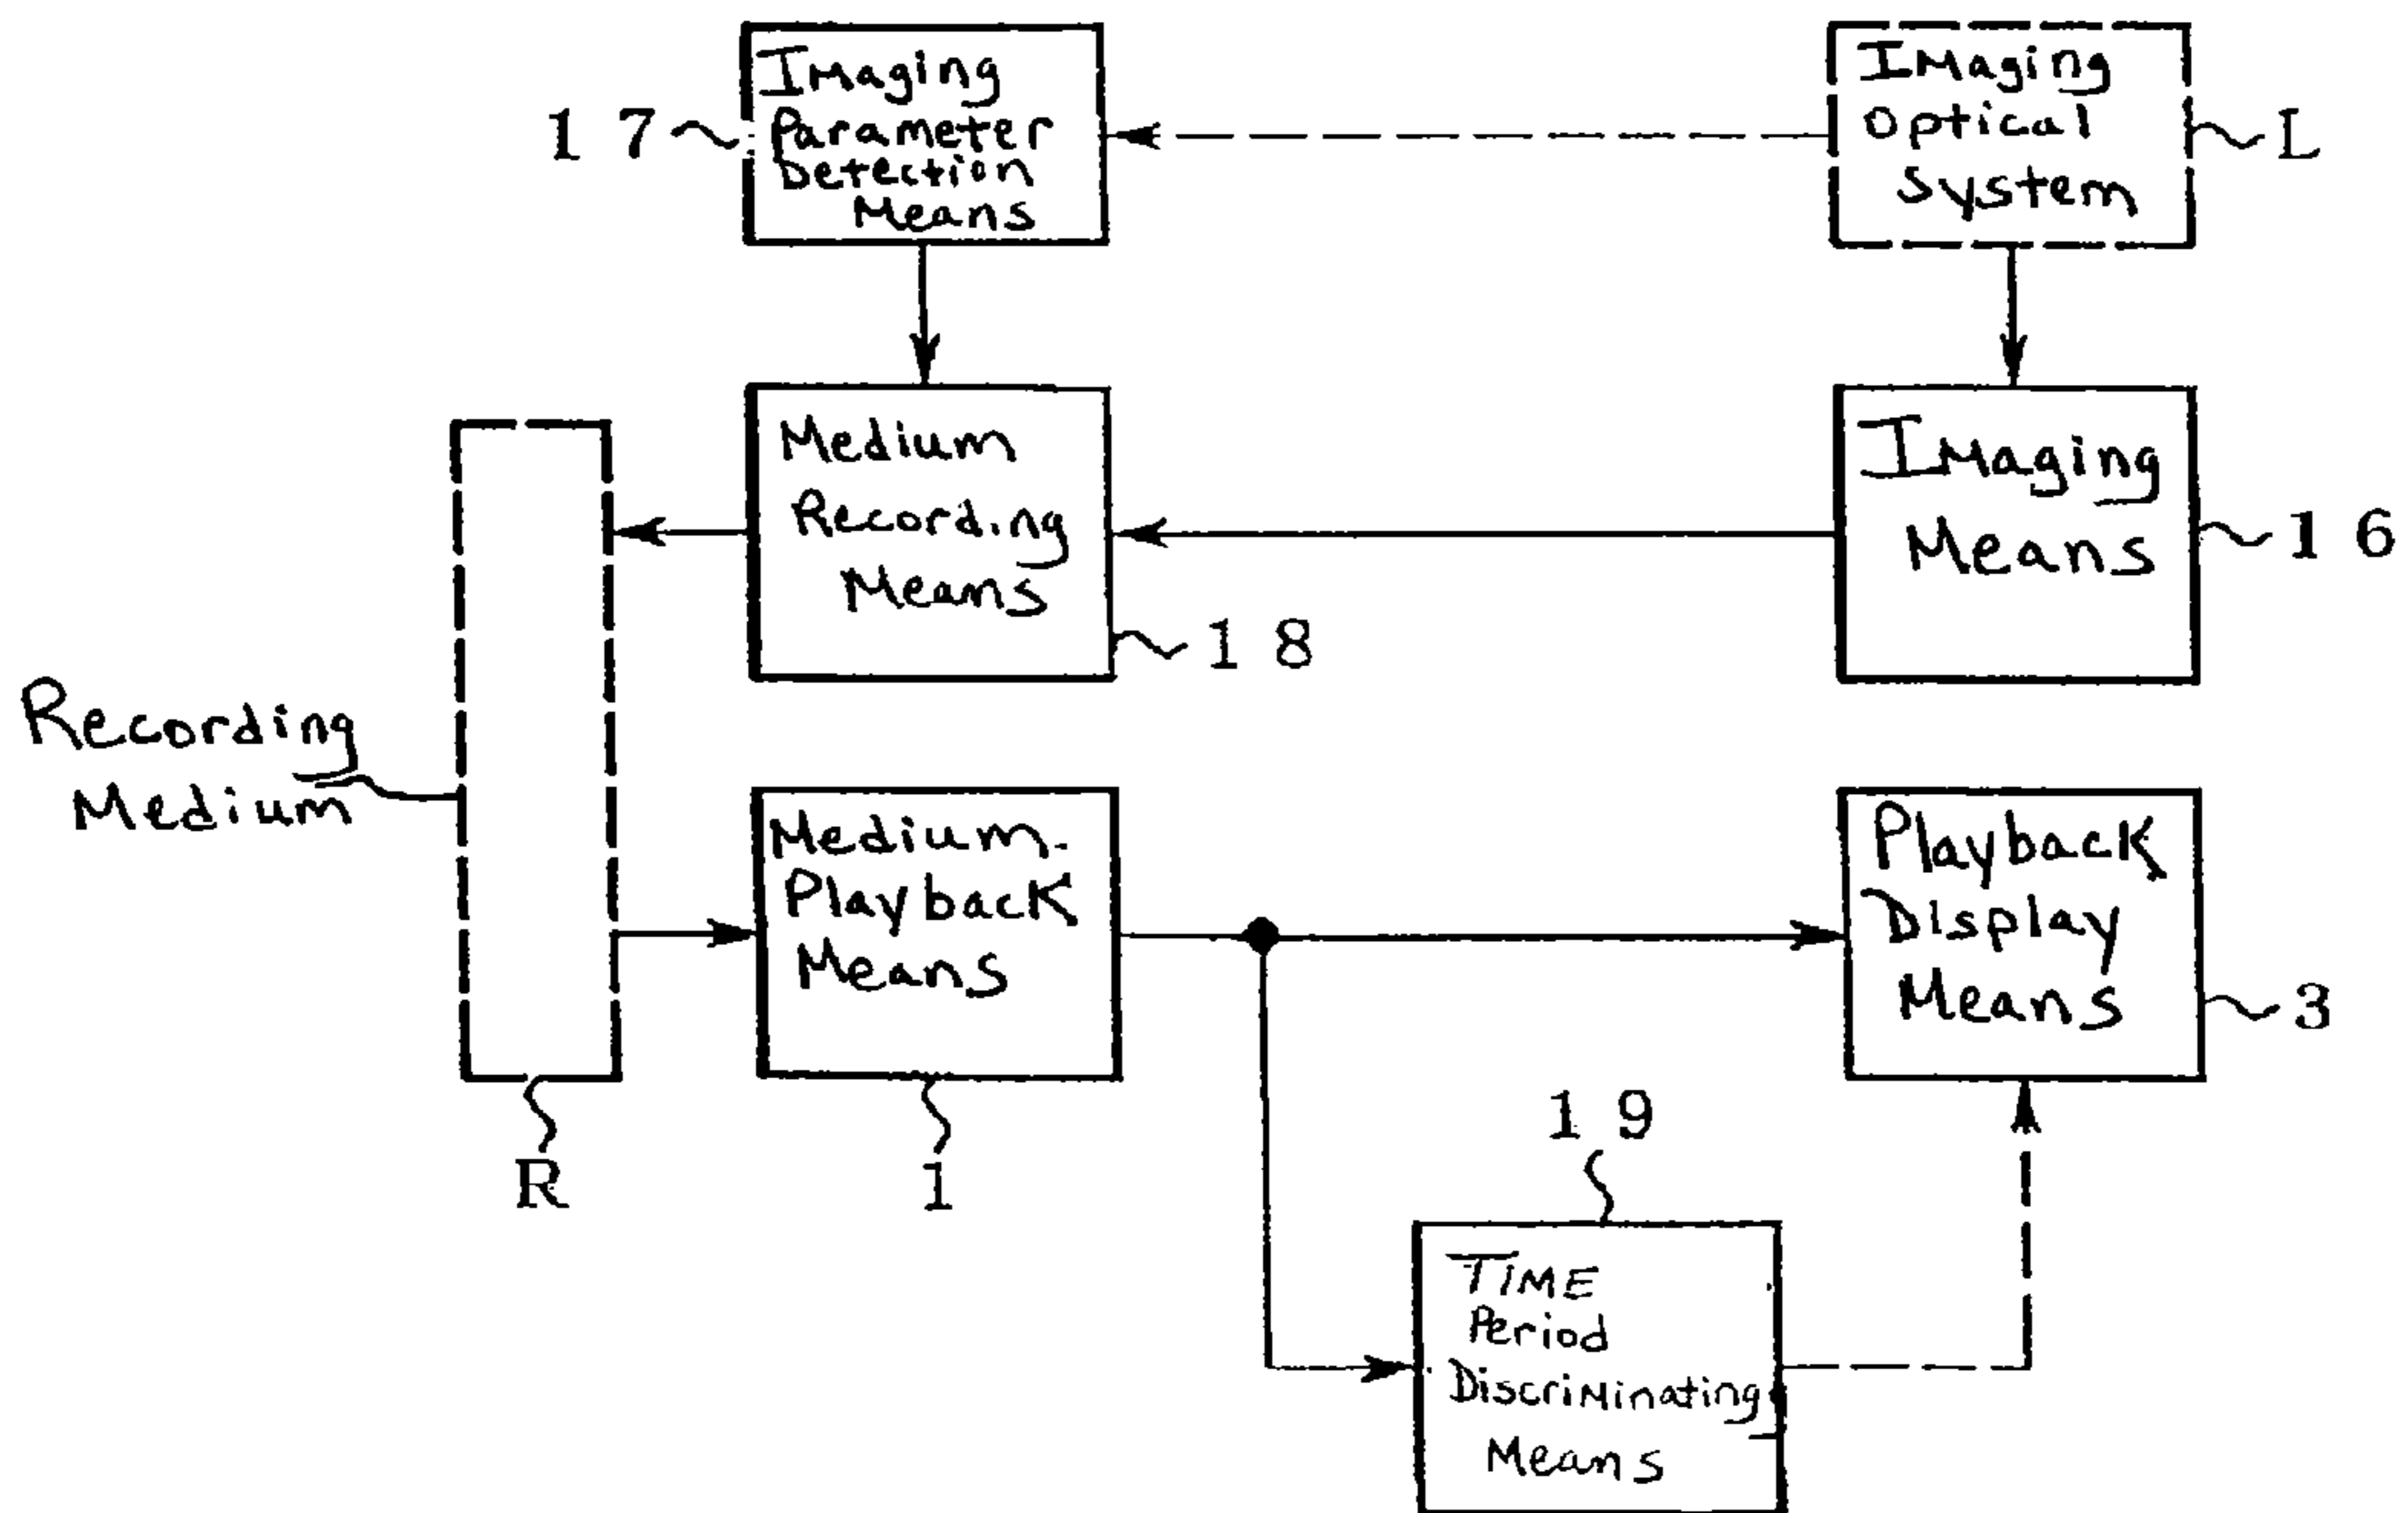 Imaging
Parameter
Detection
Means
17
Imaging
Optical
System
L
Medium
Recording
Means
18
Imaging
Means
16
Recording
Medium
R
Medium
Playback
Means
1
Playback
Display
Means
3
19
TIME
Period
Discriminating
Means